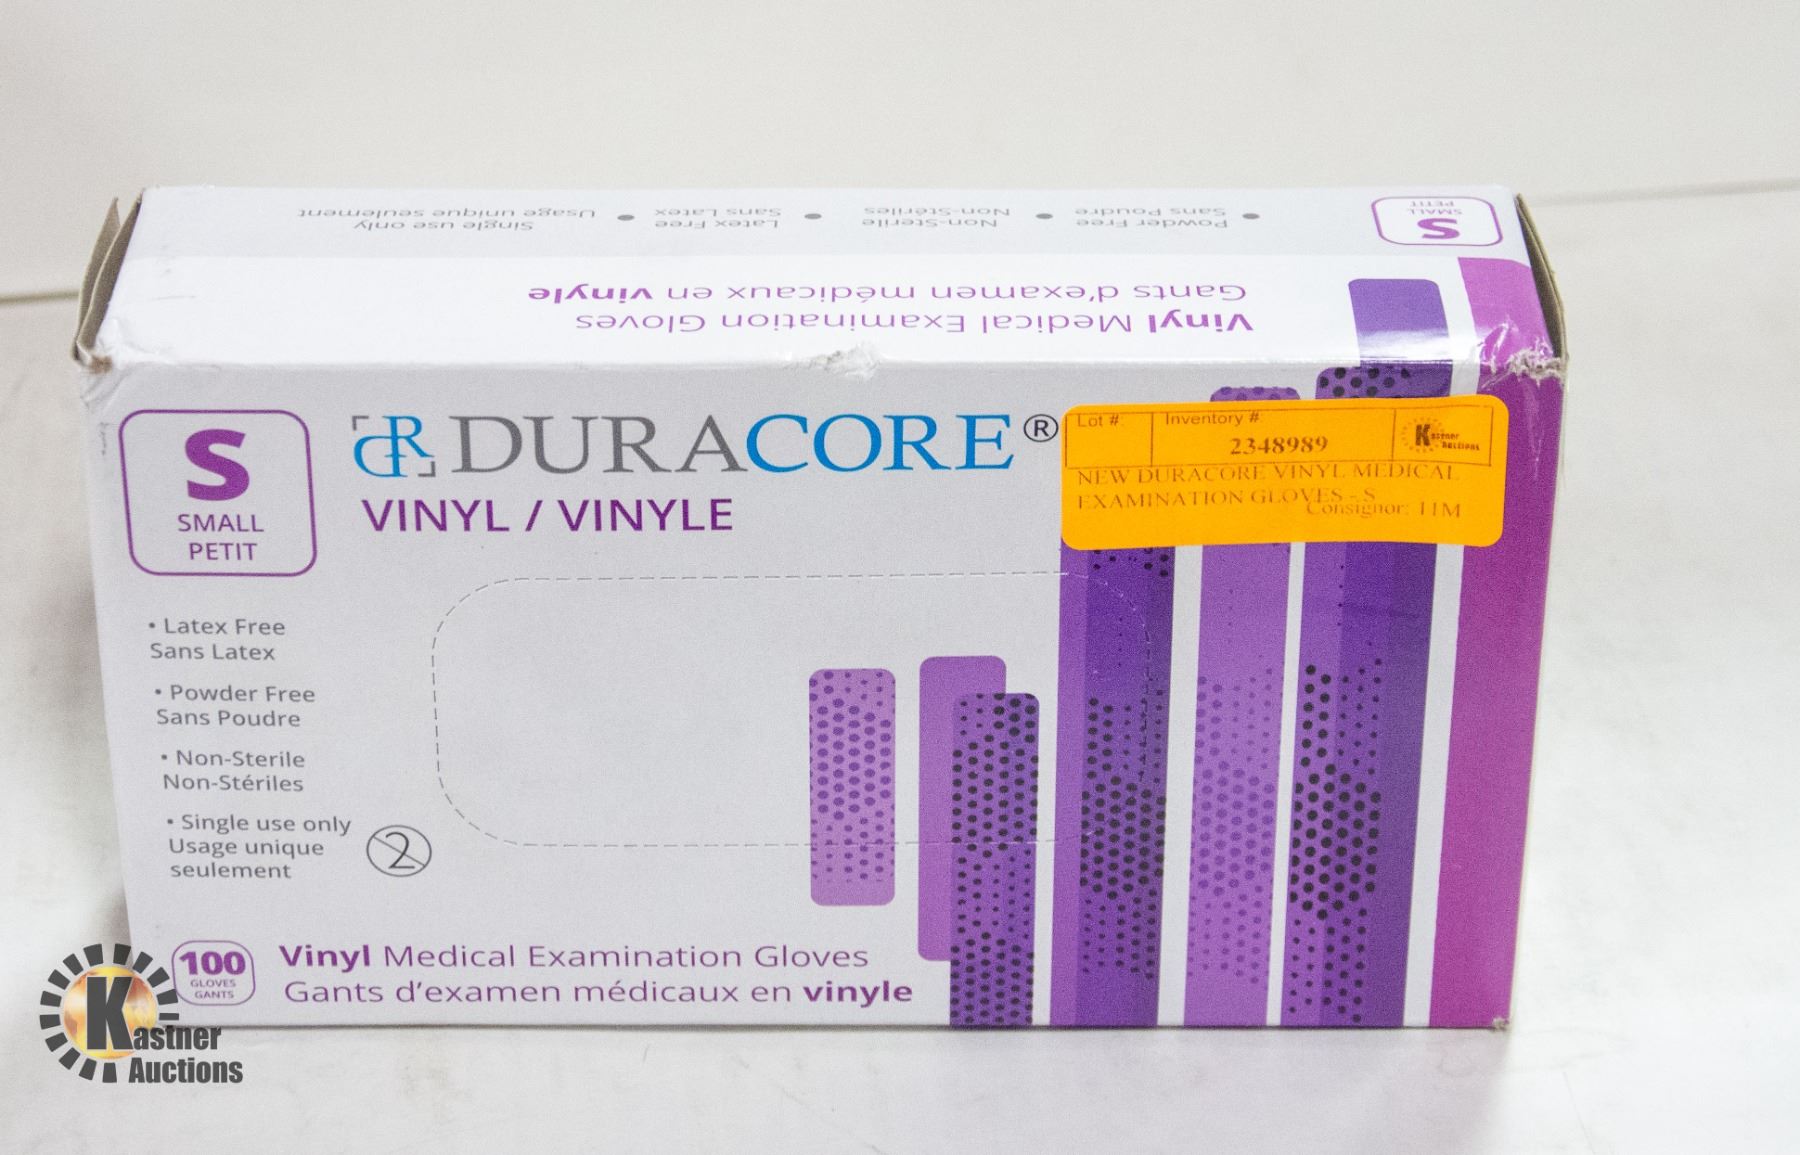 Single use only
Usage unique seulement
Latex Free
Sans Latex
Non-Sterile
Non-Stériles
Powder Free
Sans Poudre
S
SMALL
PETIT
Vinyl Medical Examination Gloves
Gants d'examen médicaux en vinyle
S
SMALL
PETIT
dR DURACORE®
VINYL / VINYLE
Lot #:
Inventory #:
2348989
Kastner
Auctions
NEW DURACORE VINYL MEDICAL
EXAMINATION GLOVES - S
Consignor: 11M
• Latex Free
Sans Latex
• Powder Free
Sans Poudre
• Non-Sterile
Non-Stériles
• Single use only
Usage unique
seulement
2
100
GLOVES
GANTS
Vinyl Medical Examination Gloves
Gants d'examen médicaux en vinyle
Kastner
Auctions